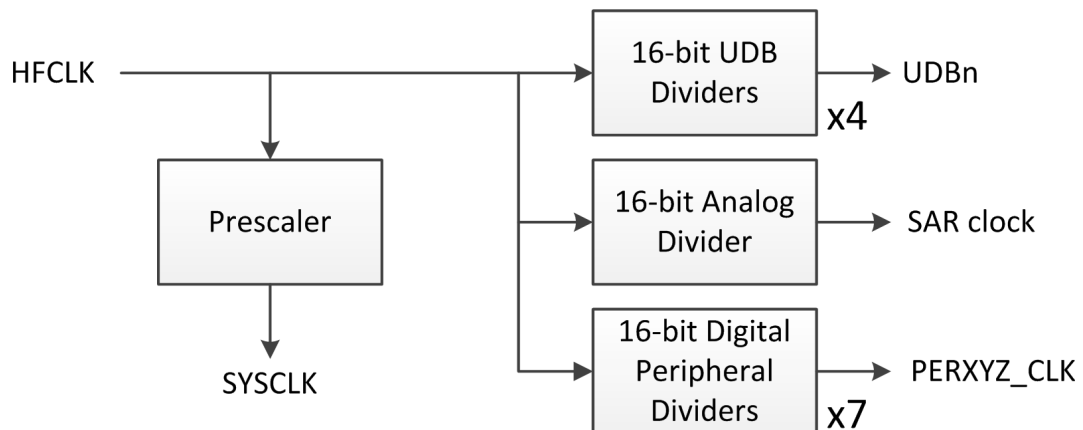 HFCLK
16-bit UDB
Dividers
x4
UDBn
Prescaler
16-bit Analog
Divider
SAR clock
SYSCLK
16-bit Digital
Peripheral
Dividers
x7
PERXYZ_CLK